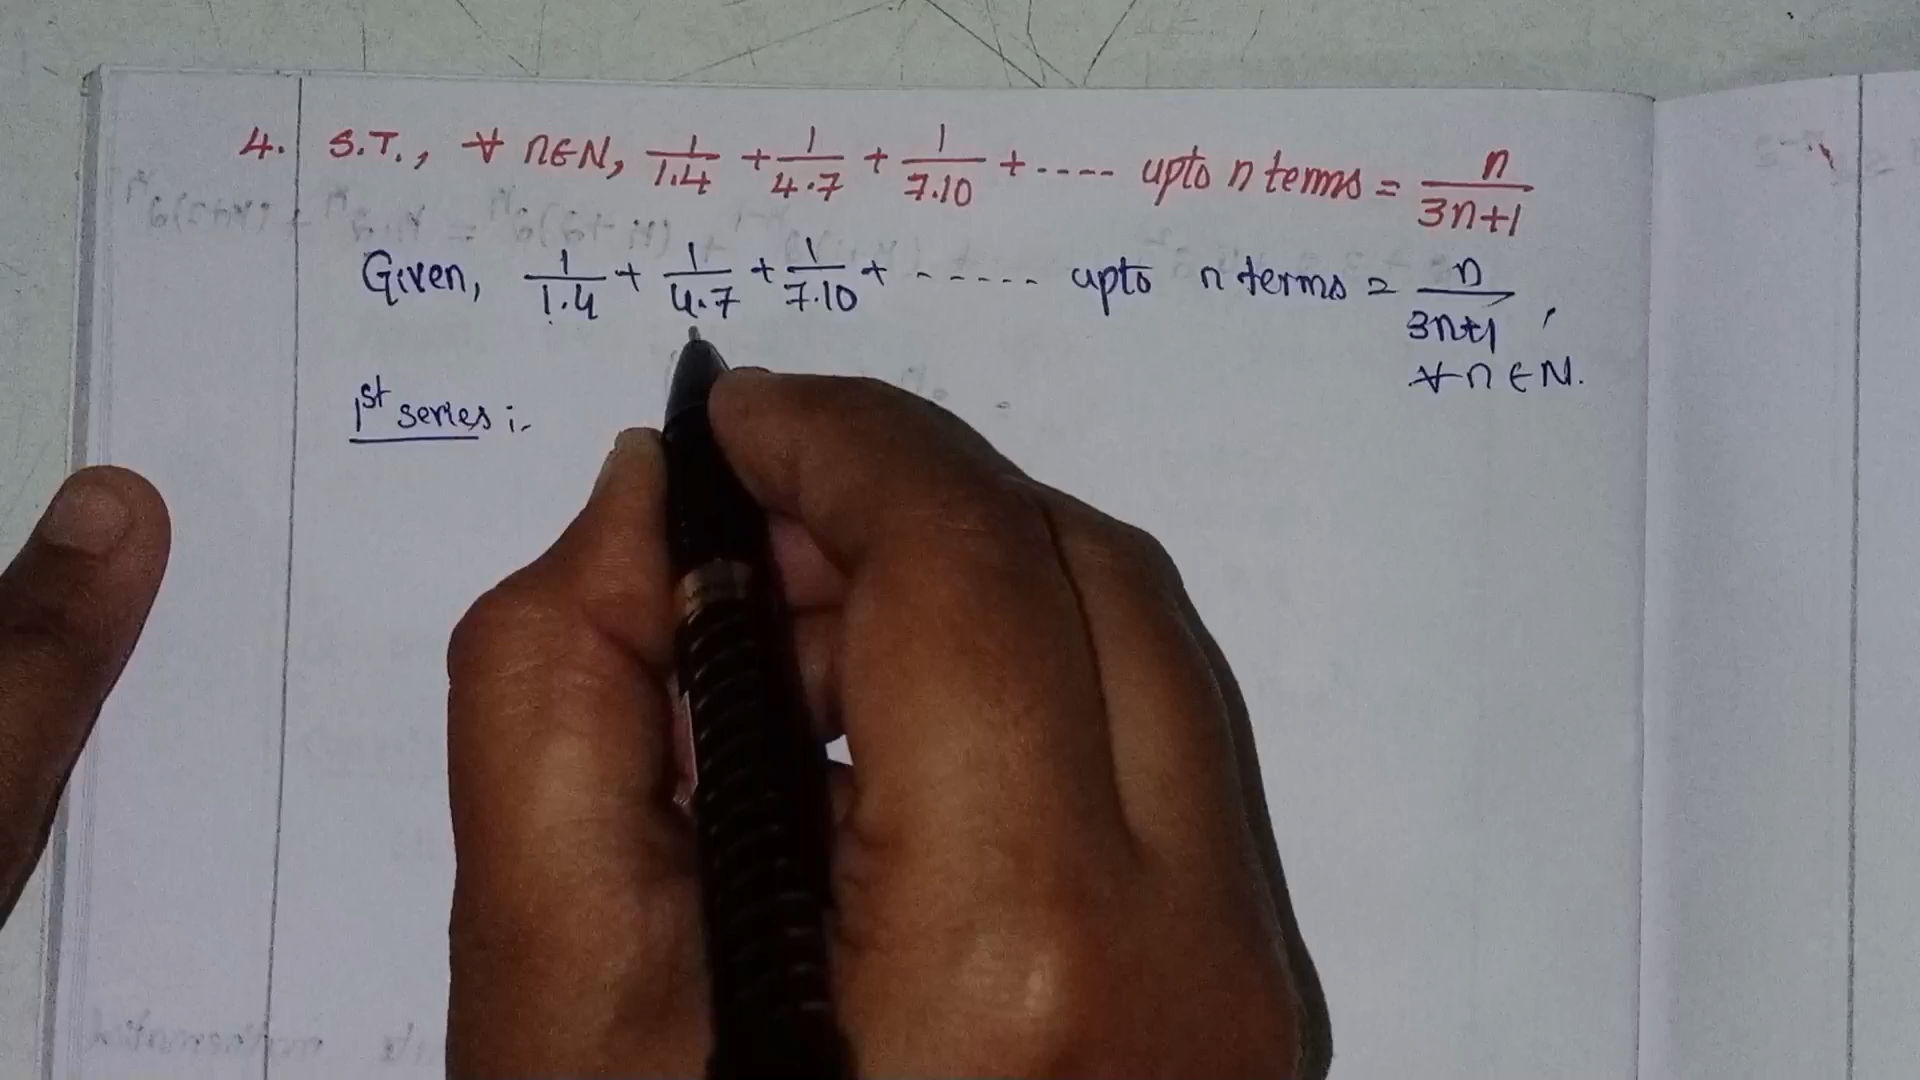 4. S.T., ∀ n∈N, 1/1.4 + 1/4.7 + 1/7.10 + ---- upto n terms = n/3n+1
Given, 1/1.4 + 1/4.7 + 1/7.10 + ------ upto n terms = n/3n+1 ,
∀ n ∈ N.
1st series :-